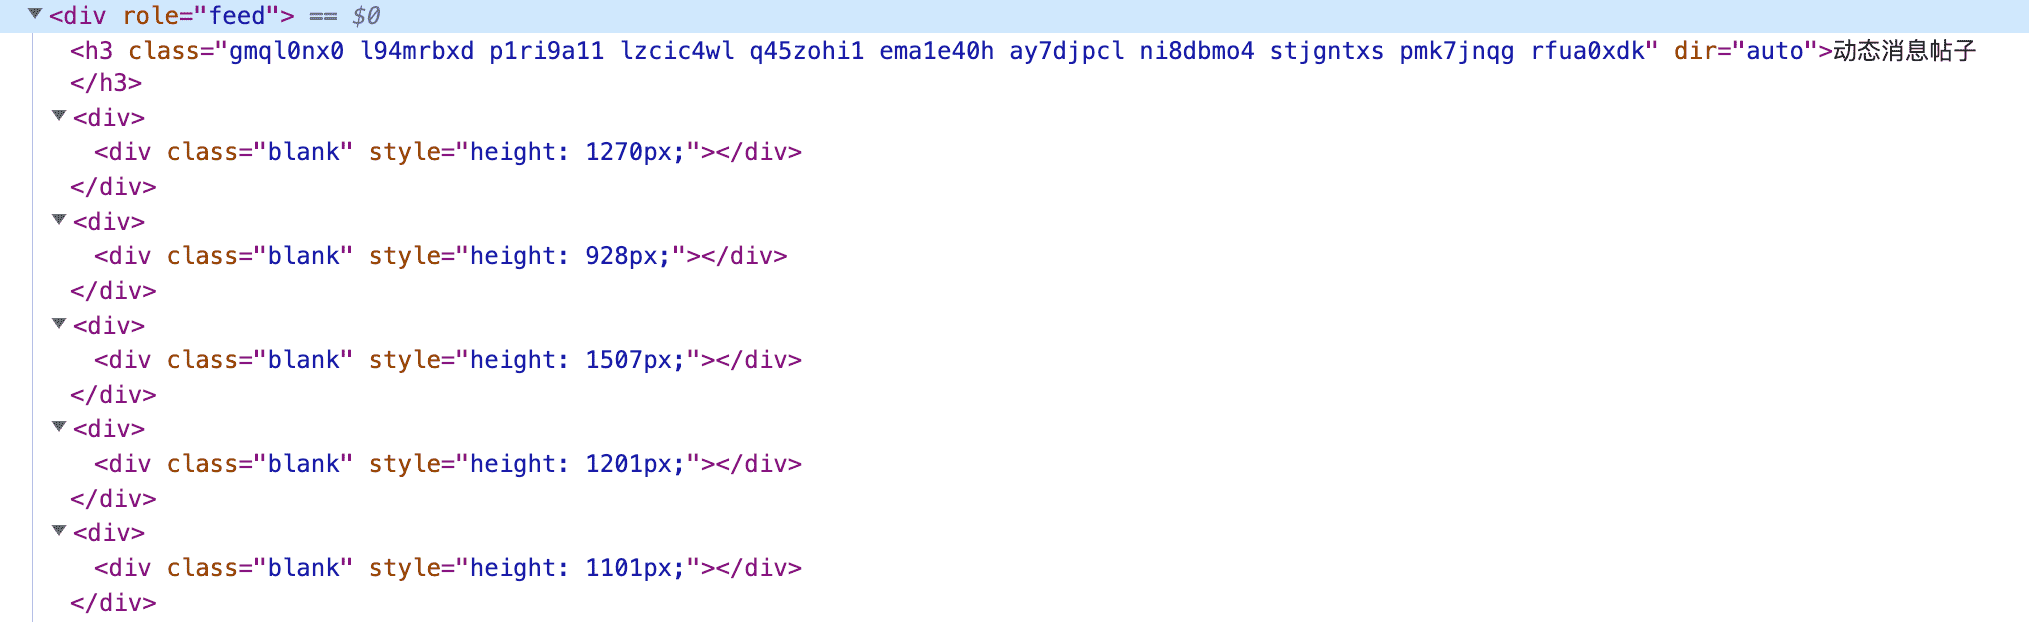 <div role="feed"> == $0
<h3 class="gmql0nx0 l94mrbxd p1ri9a11 lzcic4wl q45zohi1 ema1e40h ay7djpcl ni8dbmo4 stjgntxs pmk7jnqg rfua0xdk" dir="auto">动态消息帖子
</h3>
<div>
<div class="blank" style="height: 1270px;"></div>
</div>
<div>
<div class="blank" style="height: 928px;"></div>
</div>
<div>
<div class="blank" style="height: 1507px;"></div>
</div>
<div>
<div class="blank" style="height: 1201px;"></div>
</div>
<div>
<div class="blank" style="height: 1101px;"></div>
</div>